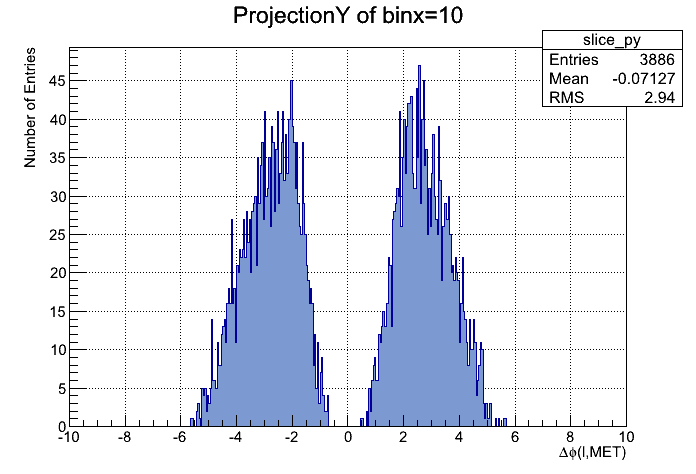 ProjectionY of binx=10
slice_py
Entries 3886
Mean -0.07127
RMS 2.94
Number of Entries
45
40
35
30
25
20
15
10
5
0
-10 -8 -6 -4 -2 0 2 4 6 8 10
Δϕ(l,MET)